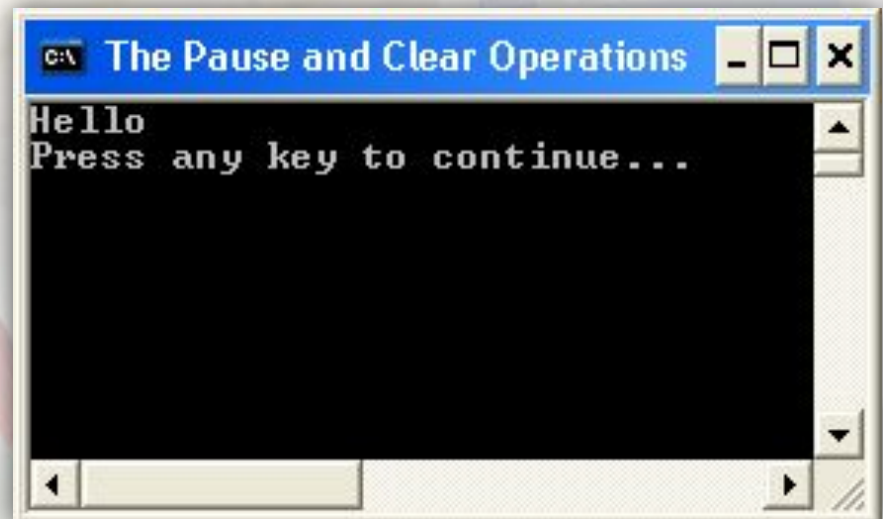 C:\ The Pause and Clear Operations
Hello
Press any key to continue...